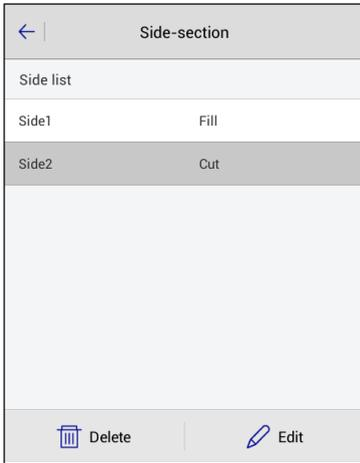 Side-section
Side list
Side1 Fill
Side2 Cut
Delete Edit